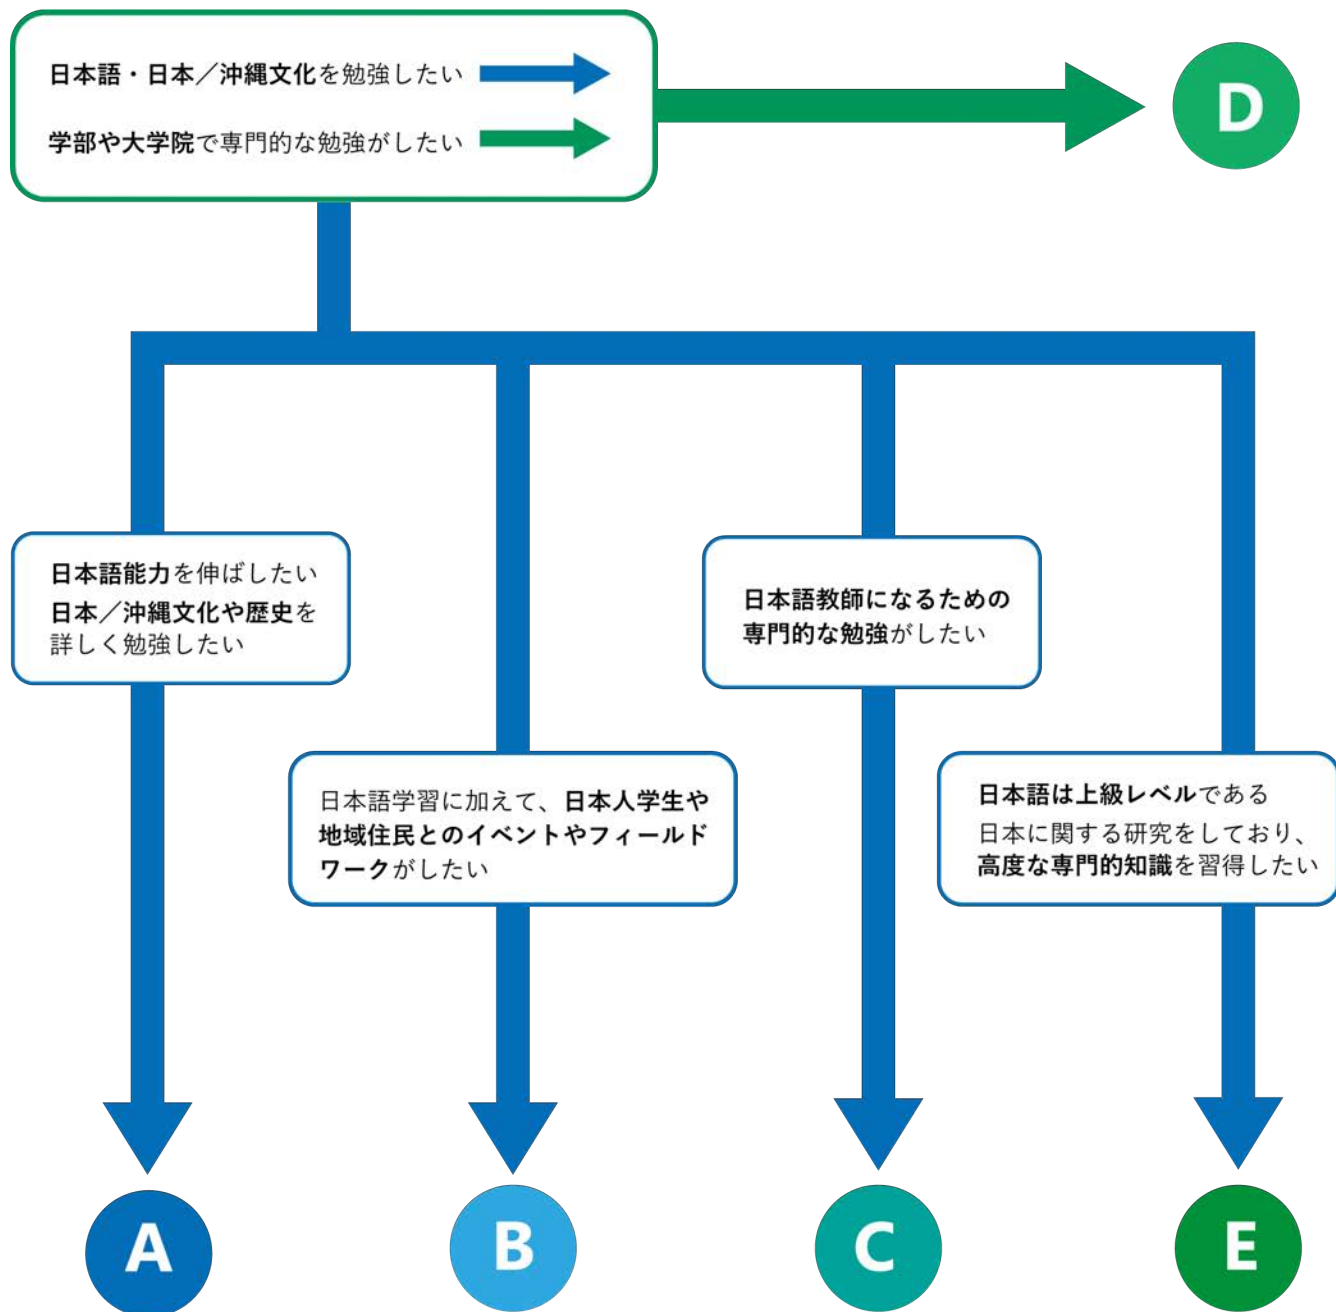 日本語・日本／沖縄文化を勉強したい
学部や大学院で専門的な勉強がしたい
D
日本語能力を伸ばしたい
日本／沖縄文化や歴史を
詳しく勉強したい
日本語学習に加えて、日本人学生や
地域住民とのイベントやフィールド
ワークがしたい
日本語教師になるための
専門的な勉強がしたい
日本語は上級レベルである
日本に関する研究をしており、
高度な専門的知識を習得したい
A
B
C
E